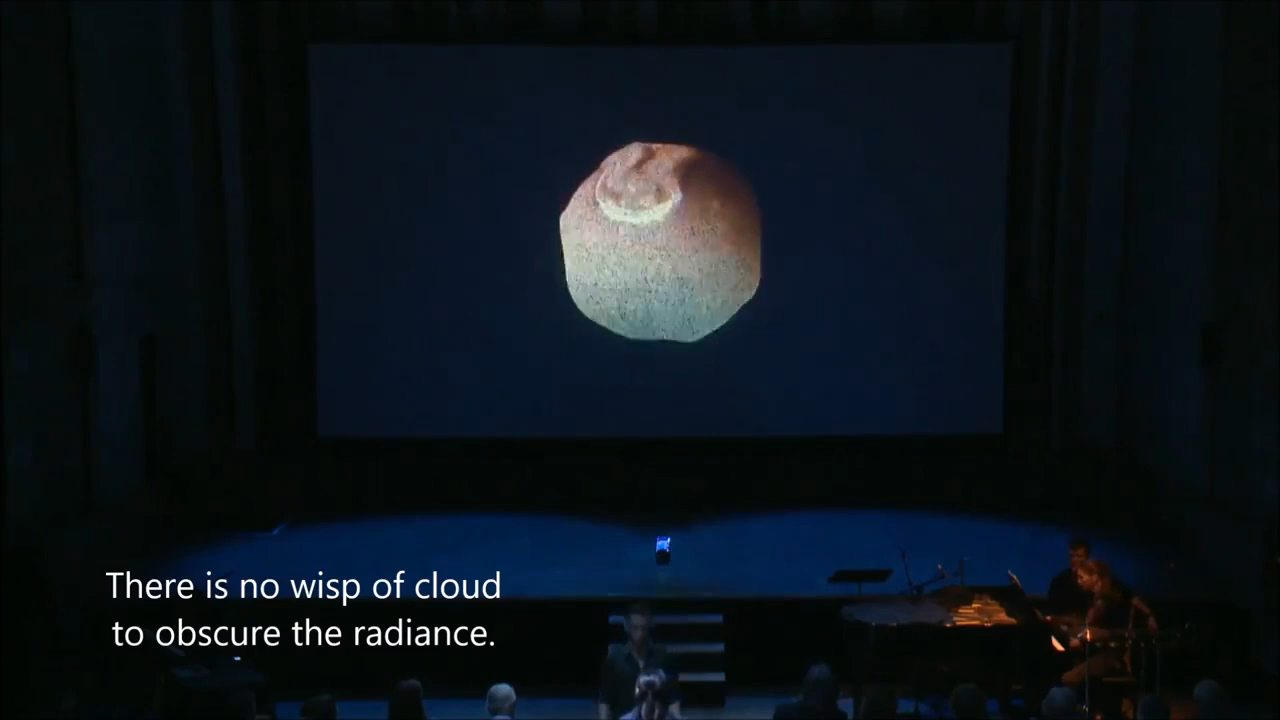 There is no wisp of cloud
to obscure the radiance.